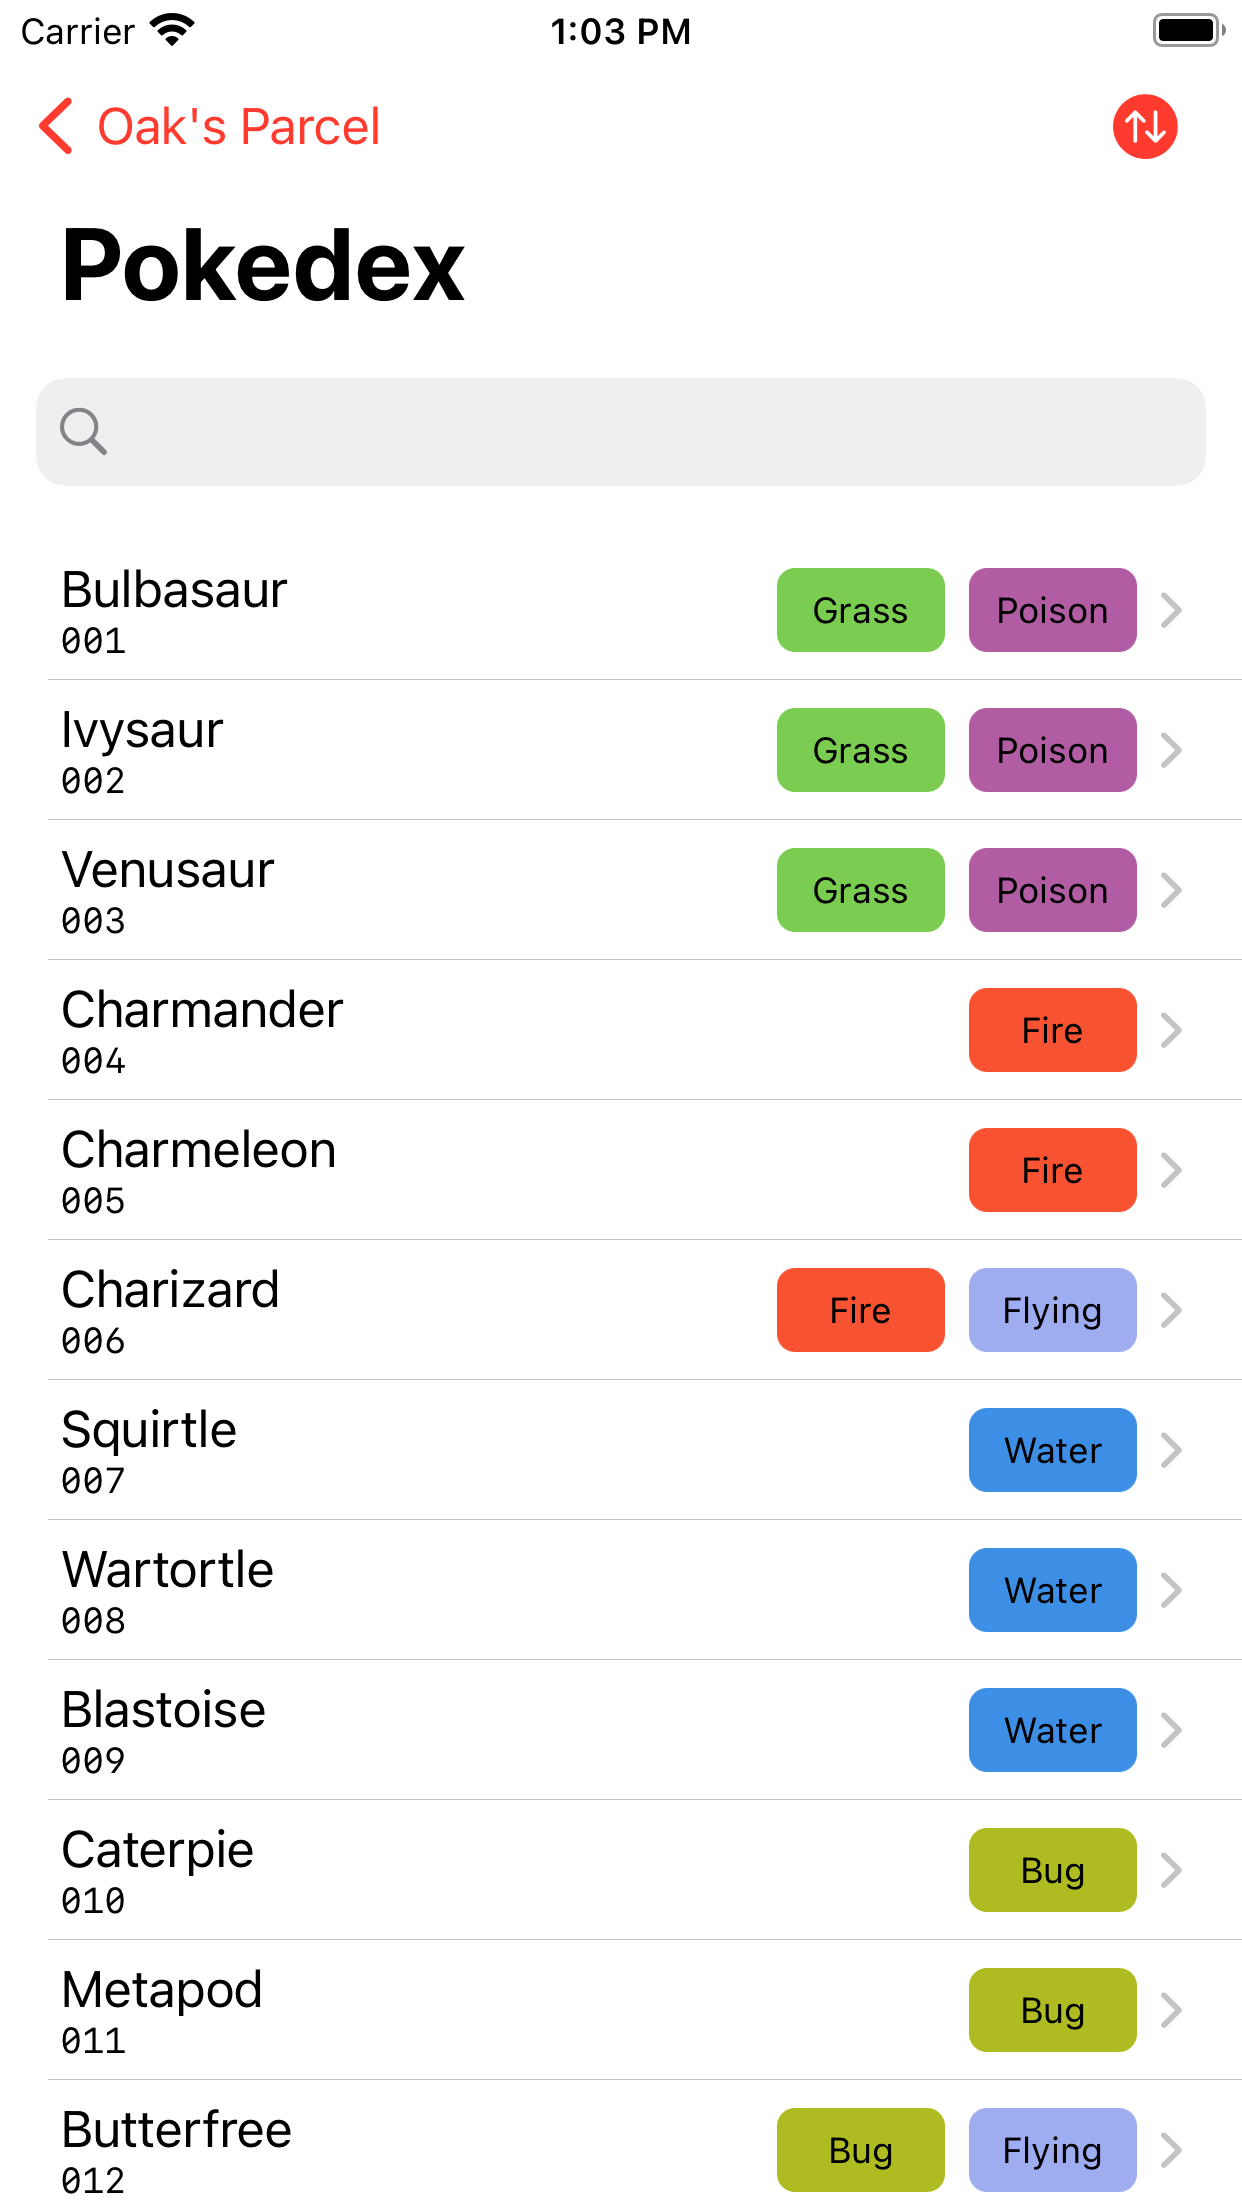 Carrier 1:03 PM
Oak's Parcel
Pokedex
Bulbasaur
001
Grass Poison
Ivysaur
002
Grass Poison
Venusaur
003
Grass Poison
Charmander
004
Fire
Charmeleon
005
Fire
Charizard
006
Fire Flying
Squirtle
007
Water
Wartortle
008
Water
Blastoise
009
Water
Caterpie
010
Bug
Metapod
011
Bug
Butterfree
012
Bug Flying